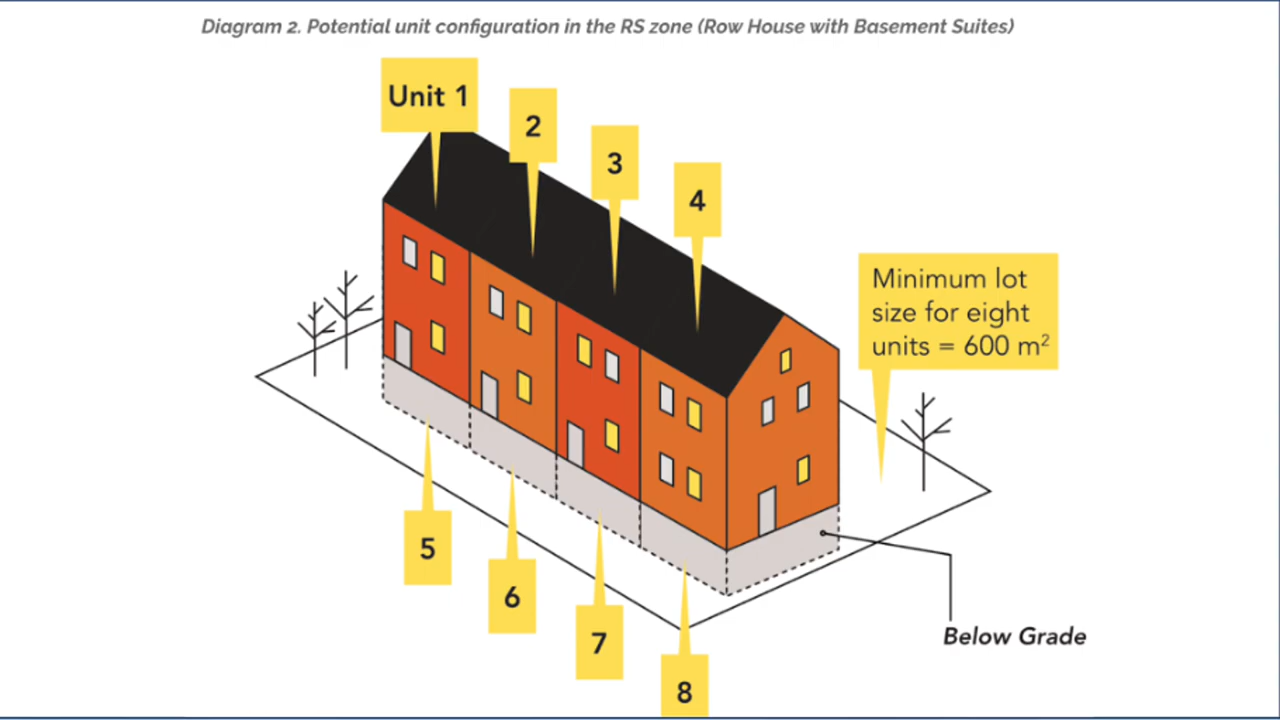 Diagram 2. Potential unit configuration in the RS zone (Row House with Basement Suites)
Unit 1
2
3
4
Minimum lot
size for eight
units = 600 m²
5
6
7
8
Below Grade